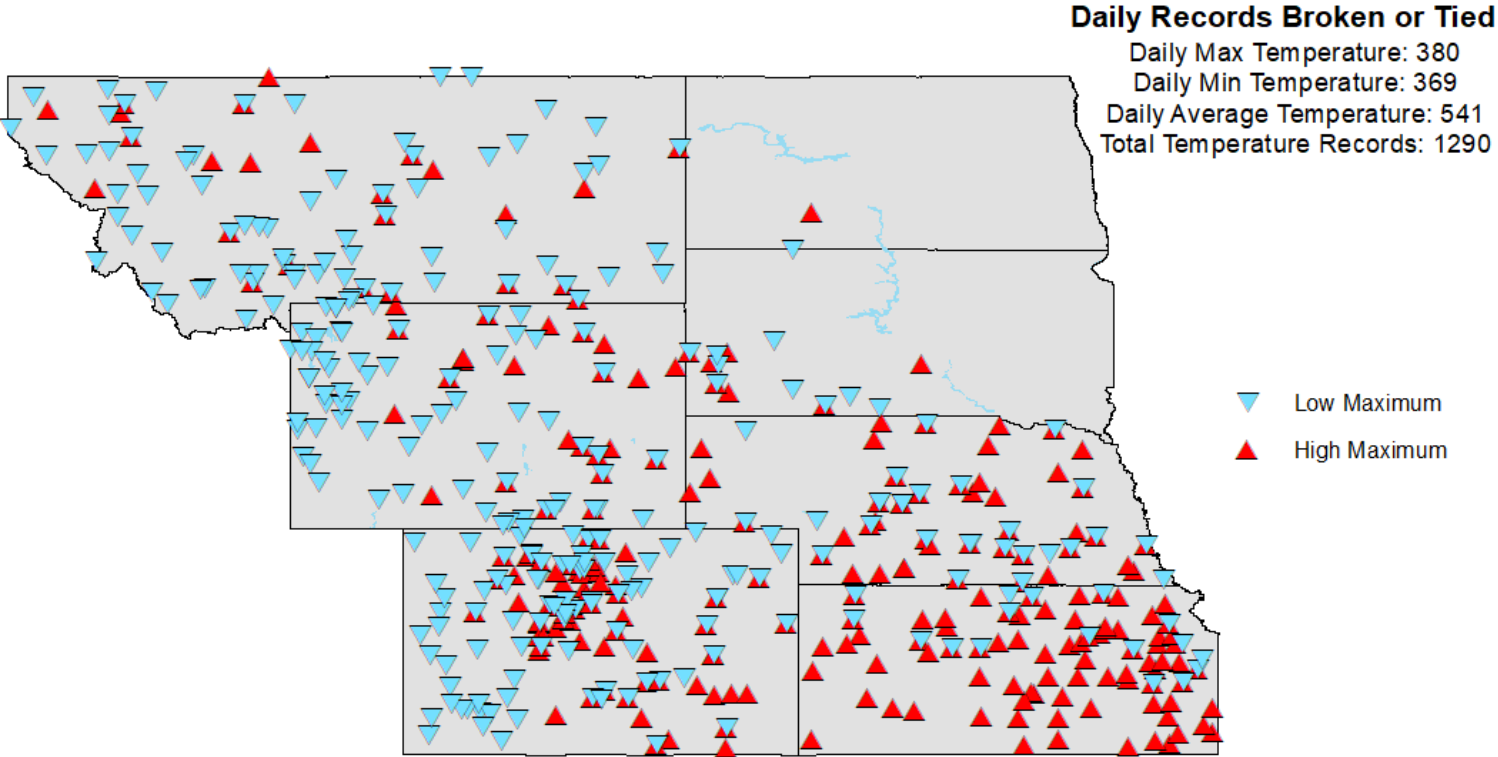 Daily Records Broken or Tied
Daily Max Temperature: 380
Daily Min Temperature: 369
Daily Average Temperature: 541
Total Temperature Records: 1290
Low Maximum
High Maximum